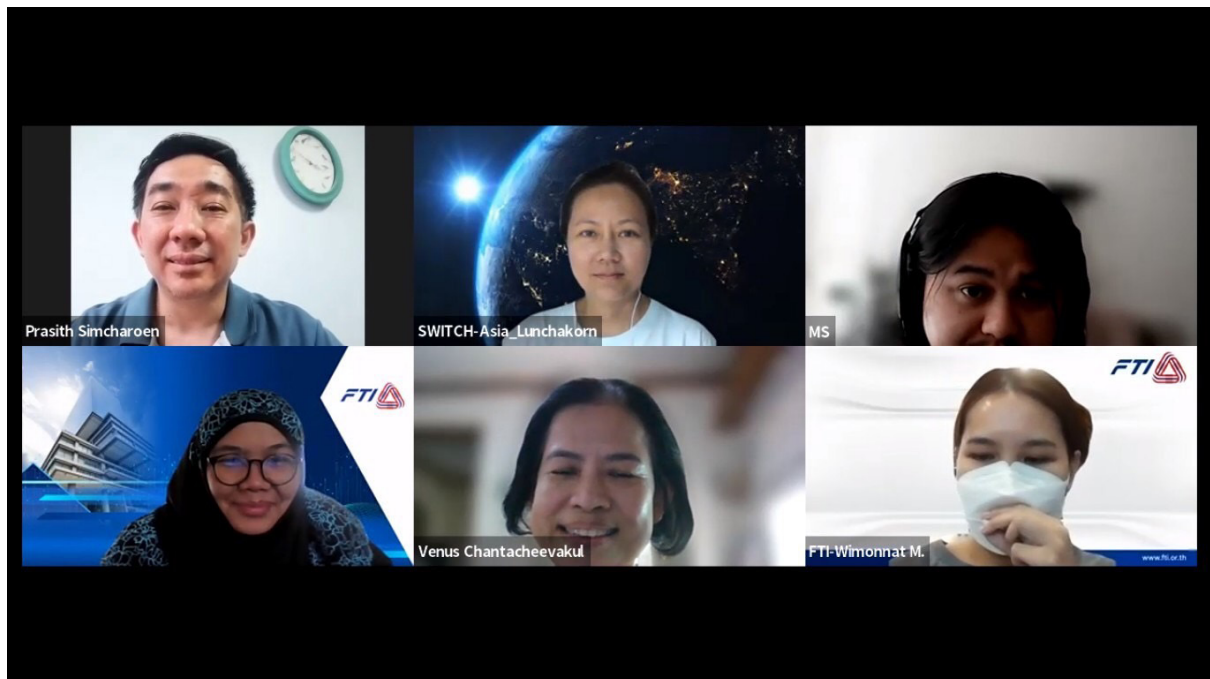 Prasith Simcharoen
SWITCH-Asia_Lunchakorn
MS
FTI
Venus Chantacheevakul
FTI
FTI-Wimonnat M.
www.fti.or.th